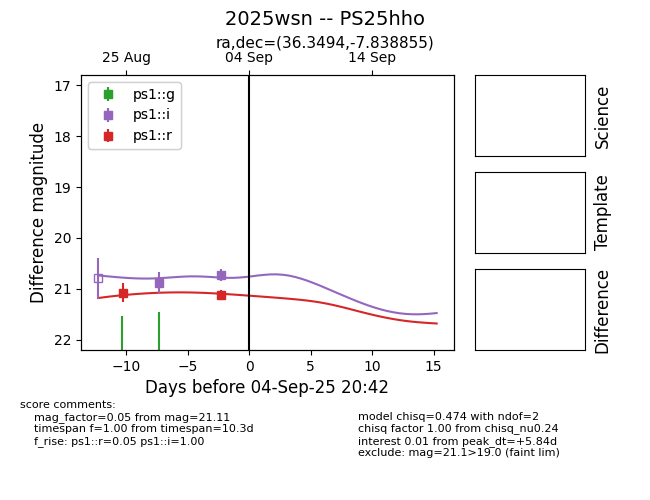 2025wsn -- PS25hho
ra,dec=(36.3494,-7.838855)
25 Aug
04 Sep
14 Sep
17
18
19
20
21
22
Difference magnitude
ps1::g
ps1::i
ps1::r
−10
−5
0
5
10
15
Days before 04-Sep-25 20:42
Science
Template
Difference
score comments:
mag_factor=0.05 from mag=21.11
timespan f=1.00 from timespan=10.3d
f_rise: ps1::r=0.05 ps1::i=1.00
model chisq=0.474 with ndof=2
chisq factor 1.00 from chisq_nu0.24
interest 0.01 from peak_dt=+5.84d
exclude: mag=21.1>19.0 (faint lim)